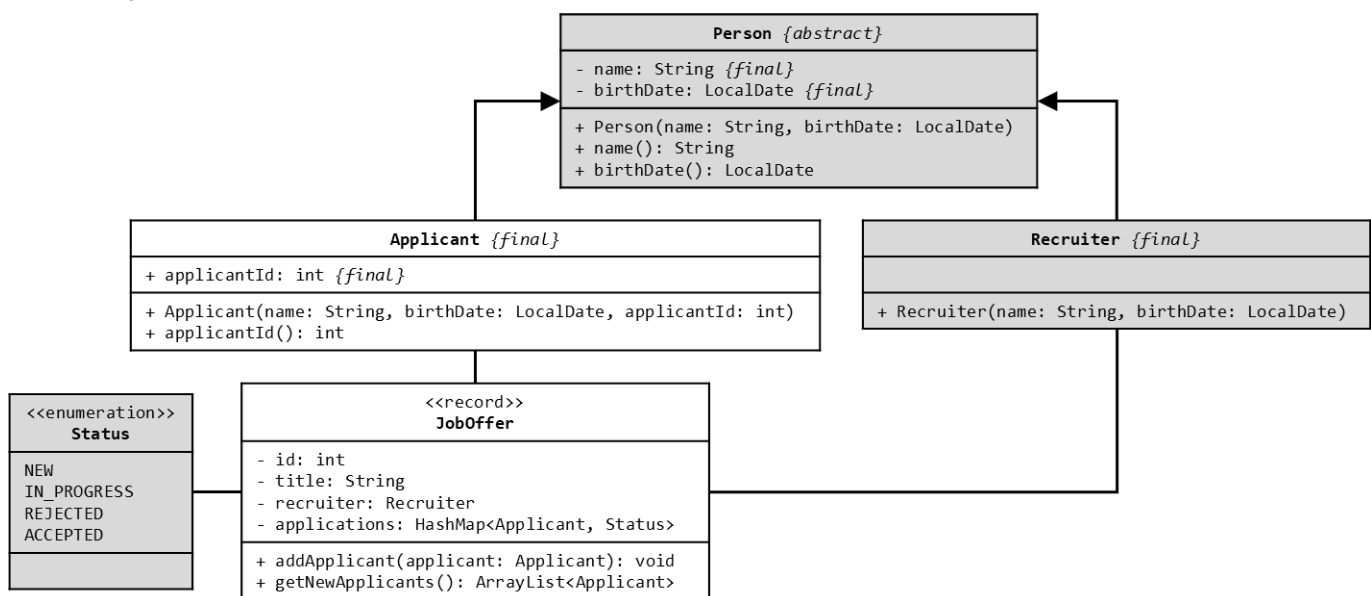 Person {abstract}
- name: String {final}
- birthDate: LocalDate {final}
+ Person(name: String, birthDate: LocalDate)
+ name(): String
+ birthDate(): LocalDate
Applicant {final}
+ applicantId: int {final}
+ Applicant(name: String, birthDate: LocalDate, applicantId: int)
+ applicantId(): int
Recruiter {final}
+ Recruiter(name: String, birthDate: LocalDate)
<<enumeration>>
Status
NEW
IN_PROGRESS
REJECTED
ACCEPTED
<<record>>
JobOffer
- id: int
- title: String
- recruiter: Recruiter
- applications: HashMap<Applicant, Status>
+ addApplicant(applicant: Applicant): void
+ getNewApplicants(): ArrayList<Applicant>